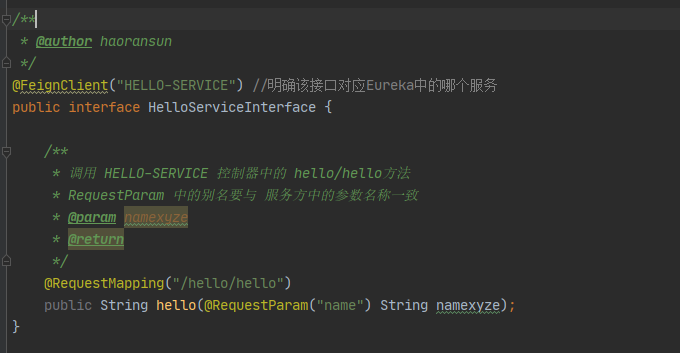 /**
 * @author haoransun
 */
@FeignClient("HELLO-SERVICE") //明确该接口对应Eureka中的哪个服务
public interface HelloServiceInterface {
    /**
     * 调用 HELLO-SERVICE 控制器中的 hello/hello方法
     * RequestParam 中的别名要与 服务方中的参数名称一致
     * @param namexyze
     * @return
     */
    @RequestMapping("/hello/hello")
    public String hello(@RequestParam("name") String namexyze);
}